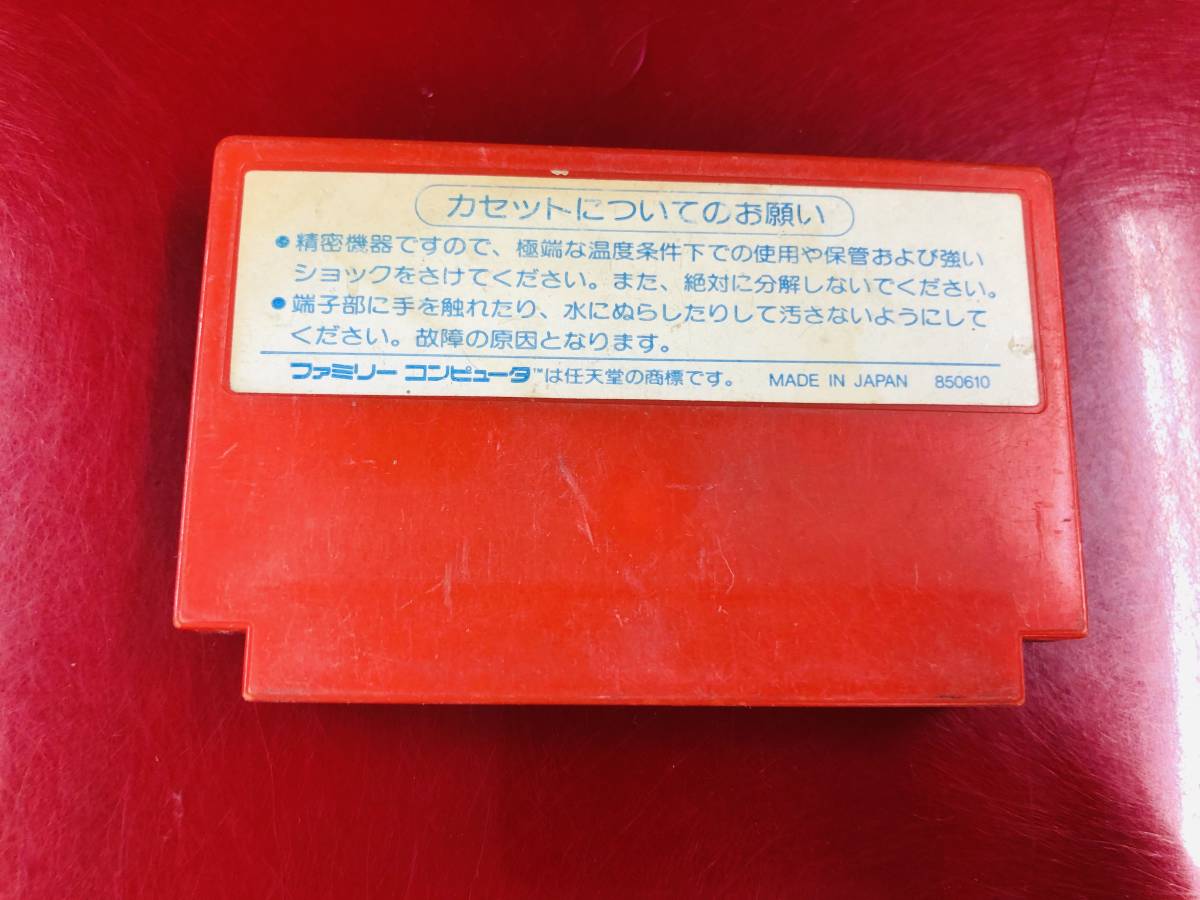 カセットについてのお願い
●精密機器ですので、極端な温度条件下での使用や保管および強い
ショックをさけてください。また、絶対に分解しないでください。
●端子部に手を触れたり、水にぬらしたりして汚さないようにして
ください。故障の原因となります。
ファミリー コンピュータ™は任天堂の商標です。 MADE IN JAPAN 850610